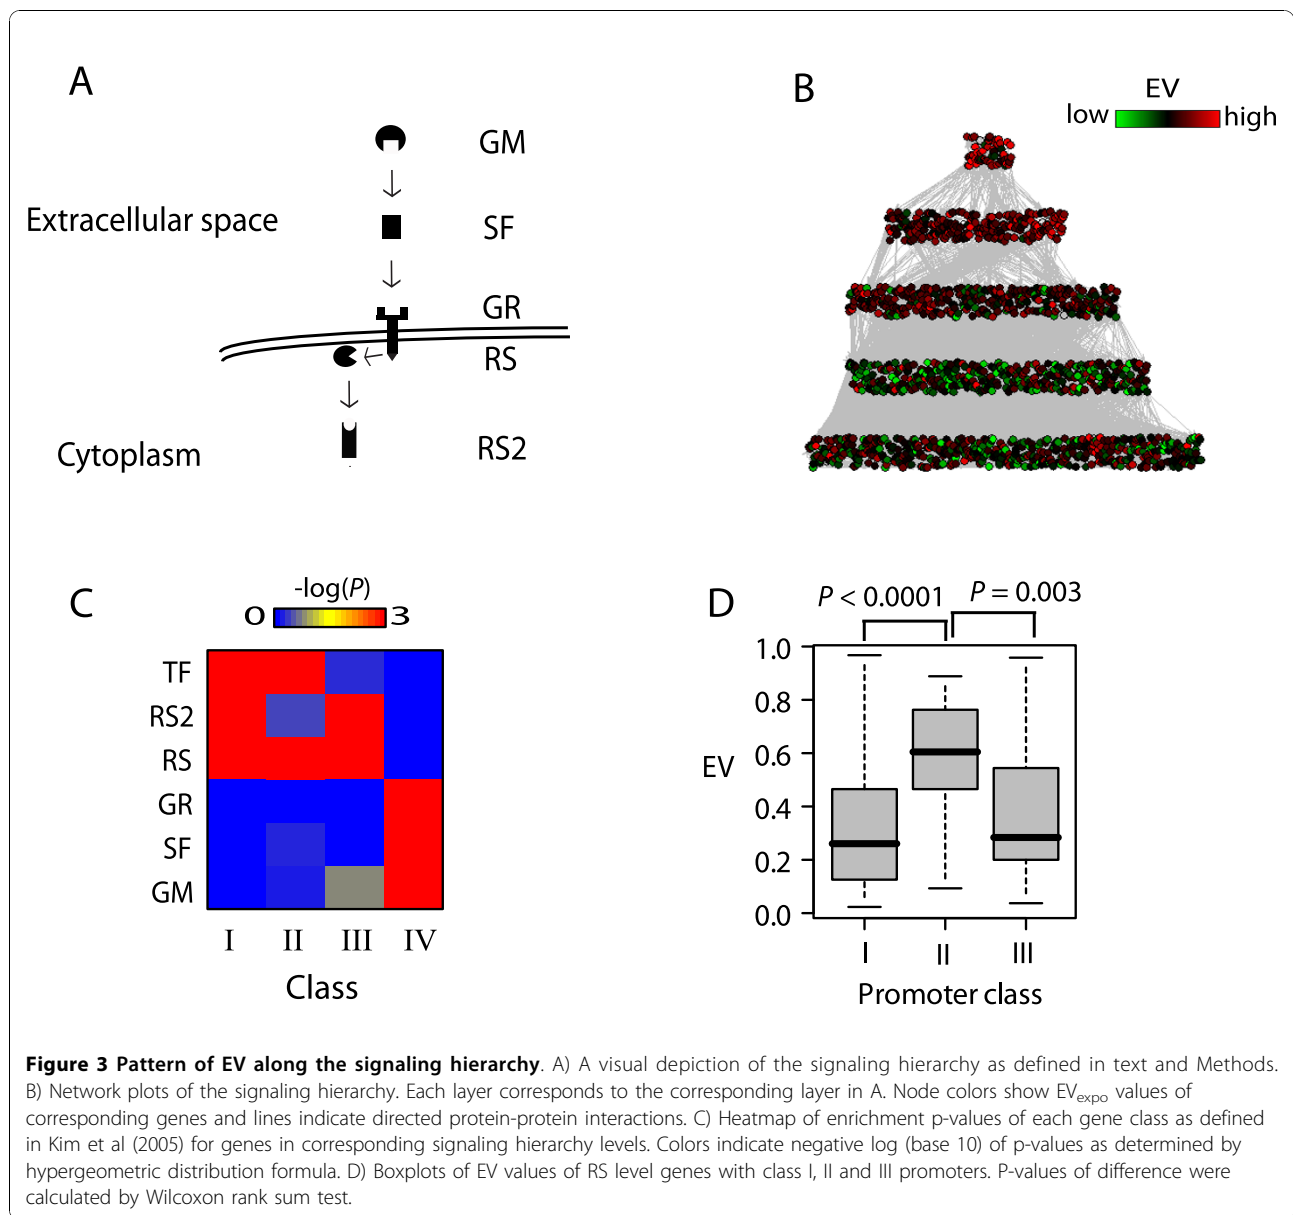 A
GM
Extracellular space
SF
GR
RS
Cytoplasm
RS2
B
EV
low
high
C
-log(P)
0
3
TF
RS2
RS
GR
SF
GM
I II III IV
Class
D
P < 0.0001
P = 0.003
1.0
0.8
0.6
EV
0.4
0.2
0.0
I II III
Promoter class
Figure 3 Pattern of EV along the signaling hierarchy. A) A visual depiction of the signaling hierarchy as defined in text and Methods.
B) Network plots of the signaling hierarchy. Each layer corresponds to the corresponding layer in A. Node colors show EVexpo values of
corresponding genes and lines indicate directed protein-protein interactions. C) Heatmap of enrichment p-values of each gene class as defined
in Kim et al (2005) for genes in corresponding signaling hierarchy levels. Colors indicate negative log (base 10) of p-values as determined by
hypergeometric distribution formula. D) Boxplots of EV values of RS level genes with class I, II and III promoters. P-values of difference were
calculated by Wilcoxon rank sum test.